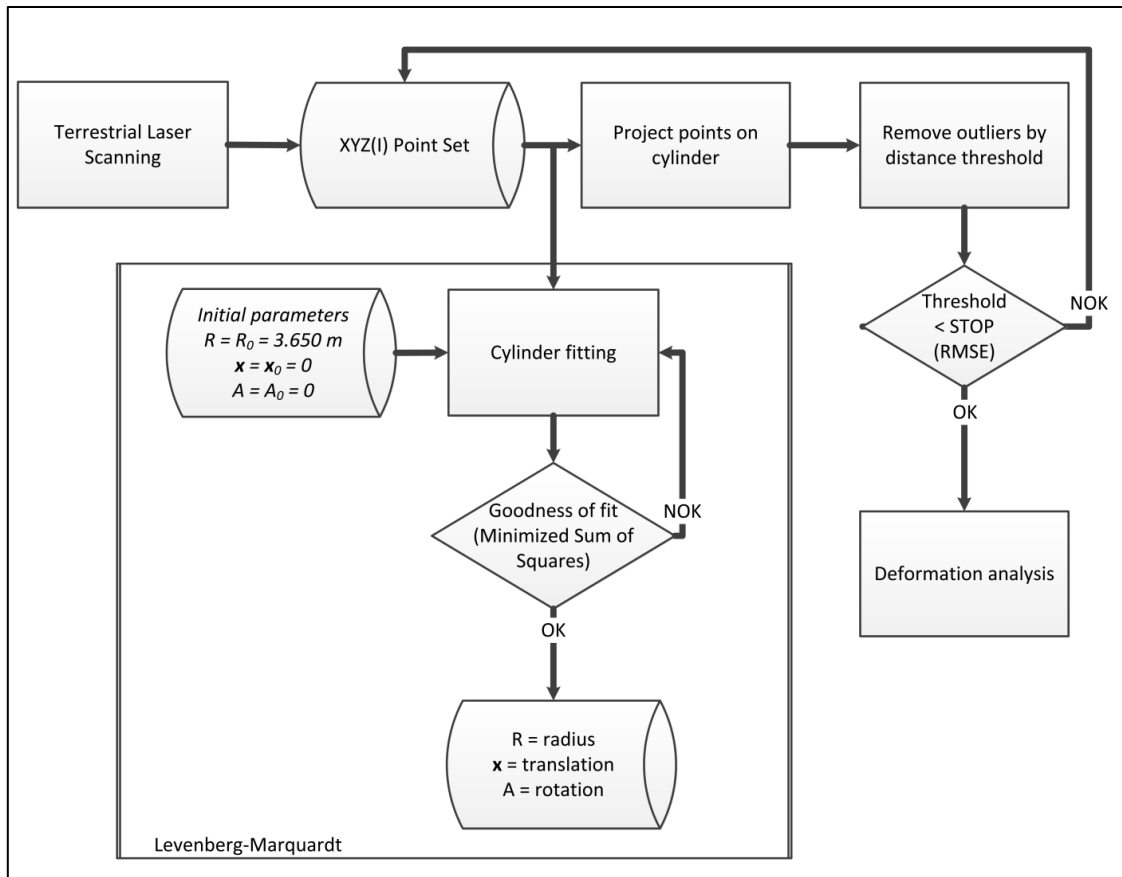 Terrestrial Laser
Scanning
XYZ(I) Point Set
Project points on
cylinder
Remove outliers by
distance threshold
Threshold
< STOP
(RMSE)
NOK
OK
Deformation analysis
Initial parameters
R = R₀ = 3.650 m
x = x₀ = 0
A = A₀ = 0
Cylinder fitting
Goodness of fit
(Minimized Sum of
Squares)
NOK
OK
R = radius
x = translation
A = rotation
Levenberg-Marquardt